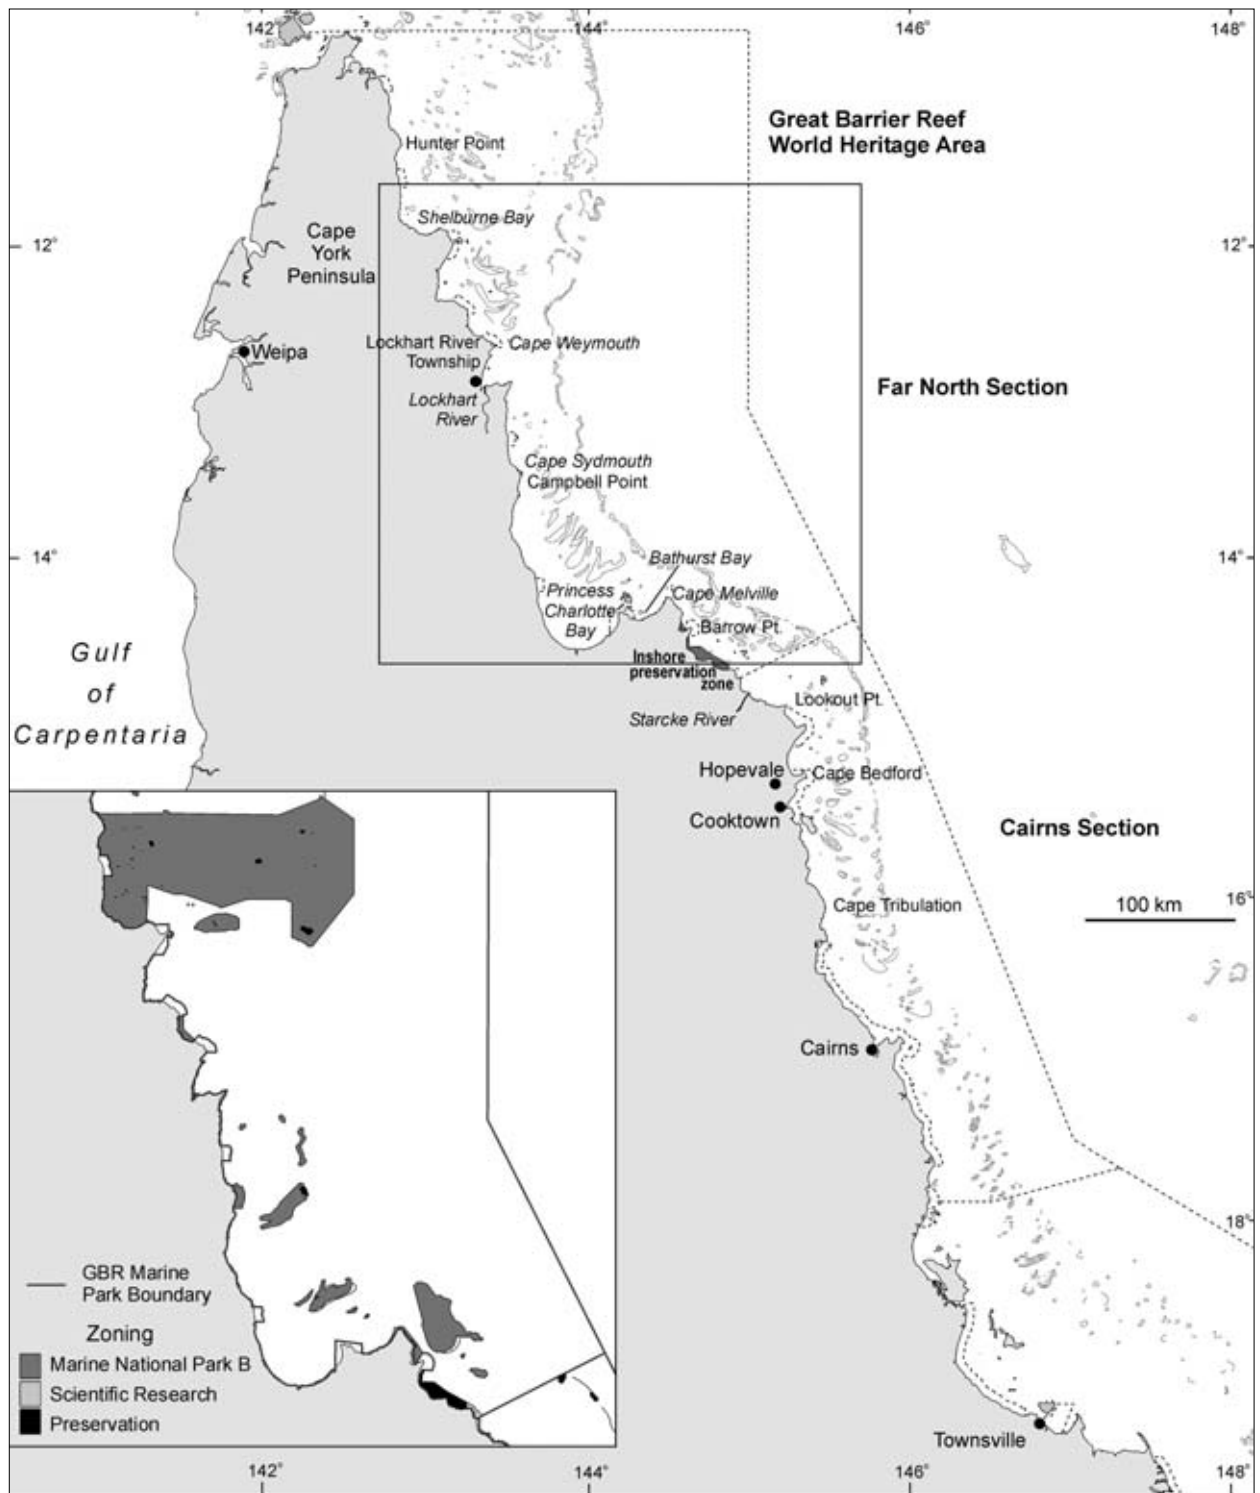 142°
144°
146°
148°
Great Barrier Reef
World Heritage Area
Hunter Point
Shelburne Bay
12°
Cape
York
Peninsula
12°
Lockhart River
Township
Cape Weymouth
Weipa
Lockhart
River
Far North Section
Cape Sydmouth
Campbell Point
14°
Bathurst Bay
14°
Princess
Charlotte
Bay
Cape Melville
Barrow Pt.
Inshore
preservation
zone
Gulf
of
Carpentaria
Lookout Pt.
Starcke River
Hopevale
Cape Bedford
Cooktown
Cairns Section
Cape Tribulation
100 km
16°
Cairns
18°
GBR Marine
Park Boundary
Zoning
Marine National Park B
Scientific Research
Preservation
Townsville
142°
144°
146°
148°